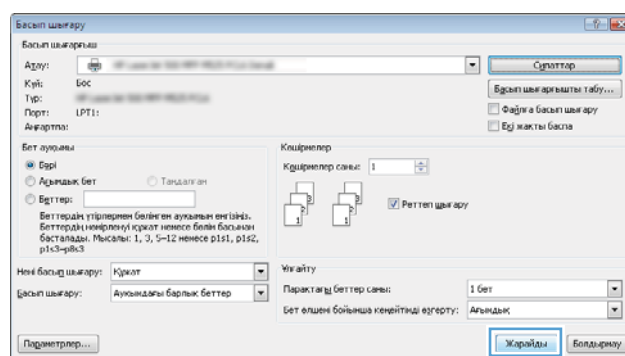 Басып шығару
Басып шығарғыш
Атау:
Сипаттар
Күйі: Бос
Басып шығарғышты табу...
Түр:
Порт: LPT1:
Файлға басып шығару
Аңғартпа:
Екі жақты баспа
Бет ауқымы
Көшірмелер
Бәрі
Көшірмелер саны: 1
Ағымдық бет
Таңдалған
Беттер:
Реттеп шығару
Беттердің үтірлермен бөлінген ауқымын енгізіңіз.
Беттердің нөмірленуі құжат немесе бөлім басынан
басталады. Мысалы: 1, 3, 5–12 немесе p1s1, p1s2,
p1s3–p8s3
Нені басып шығару: Құжат
Ұлғайту
Парақтағы беттер саны: 1 бет
Басып шығару: Ауқымдағы барлық беттер
Бет өлшемі бойынша кеңейтімді өзгерту: Ағымдық
Параметрлер...
Жарайды
Болдырмау